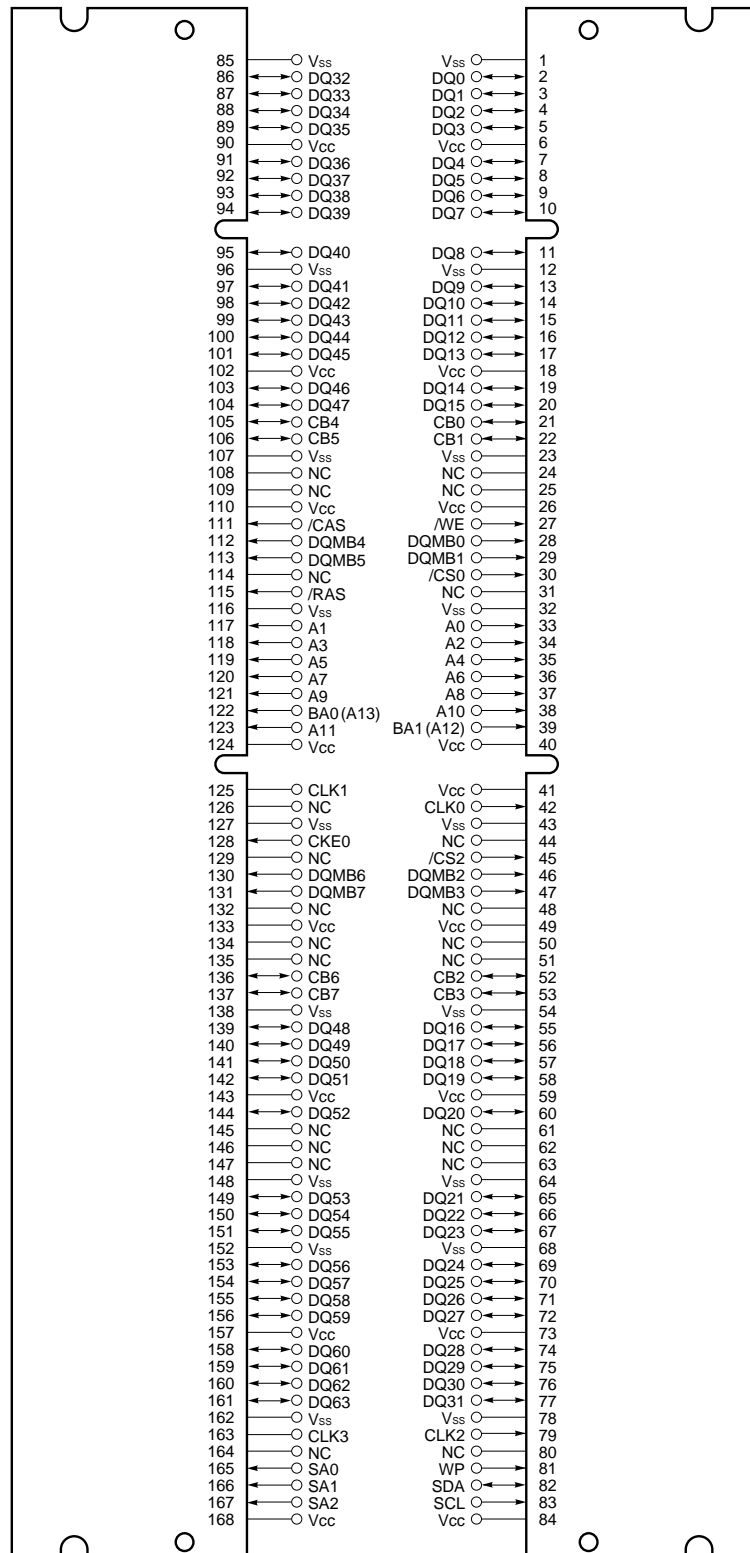 85 Vss Vss 1
86 DQ32 DQ0 2
87 DQ33 DQ1 3
88 DQ34 DQ2 4
89 DQ35 DQ3 5
90 Vcc Vcc 6
91 DQ36 DQ4 7
92 DQ37 DQ5 8
93 DQ38 DQ6 9
94 DQ39 DQ7 10
95 DQ40 DQ8 11
96 Vss Vss 12
97 DQ41 DQ9 13
98 DQ42 DQ10 14
99 DQ43 DQ11 15
100 DQ44 DQ12 16
101 DQ45 DQ13 17
102 Vcc Vcc 18
103 DQ46 DQ14 19
104 DQ47 DQ15 20
105 CB4 CB0 21
106 CB5 CB1 22
107 Vss Vss 23
108 NC NC 24
109 NC NC 25
110 Vcc Vcc 26
111 /CAS /WE 27
112 DQMB4 DQMB0 28
113 DQMB5 DQMB1 29
114 NC /CS0 30
115 /RAS NC 31
116 Vss Vss 32
117 A1 A0 33
118 A3 A2 34
119 A5 A4 35
120 A7 A6 36
121 A9 A8 37
122 BA0 (A13) A10 38
123 A11 BA1 (A12) 39
124 Vcc Vcc 40
125 CLK1 Vcc 41
126 NC CLK0 42
127 Vss Vss 43
128 CKE0 NC 44
129 NC /CS2 45
130 DQMB6 DQMB2 46
131 DQMB7 DQMB3 47
132 NC NC 48
133 Vcc Vcc 49
134 NC NC 50
135 NC NC 51
136 CB6 CB2 52
137 CB7 CB3 53
138 Vss Vss 54
139 DQ48 DQ16 55
140 DQ49 DQ17 56
141 DQ50 DQ18 57
142 DQ51 DQ19 58
143 Vcc Vcc 59
144 DQ52 DQ20 60
145 NC NC 61
146 NC NC 62
147 NC NC 63
148 Vss Vss 64
149 DQ53 DQ21 65
150 DQ54 DQ22 66
151 DQ55 DQ23 67
152 Vss Vss 68
153 DQ56 DQ24 69
154 DQ57 DQ25 70
155 DQ58 DQ26 71
156 DQ59 DQ27 72
157 Vcc Vcc 73
158 DQ60 DQ28 74
159 DQ61 DQ29 75
160 DQ62 DQ30 76
161 DQ63 DQ31 77
162 Vss Vss 78
163 CLK3 CLK2 79
164 NC NC 80
165 SA0 WP 81
166 SA1 SDA 82
167 SA2 SCL 83
168 Vcc Vcc 84